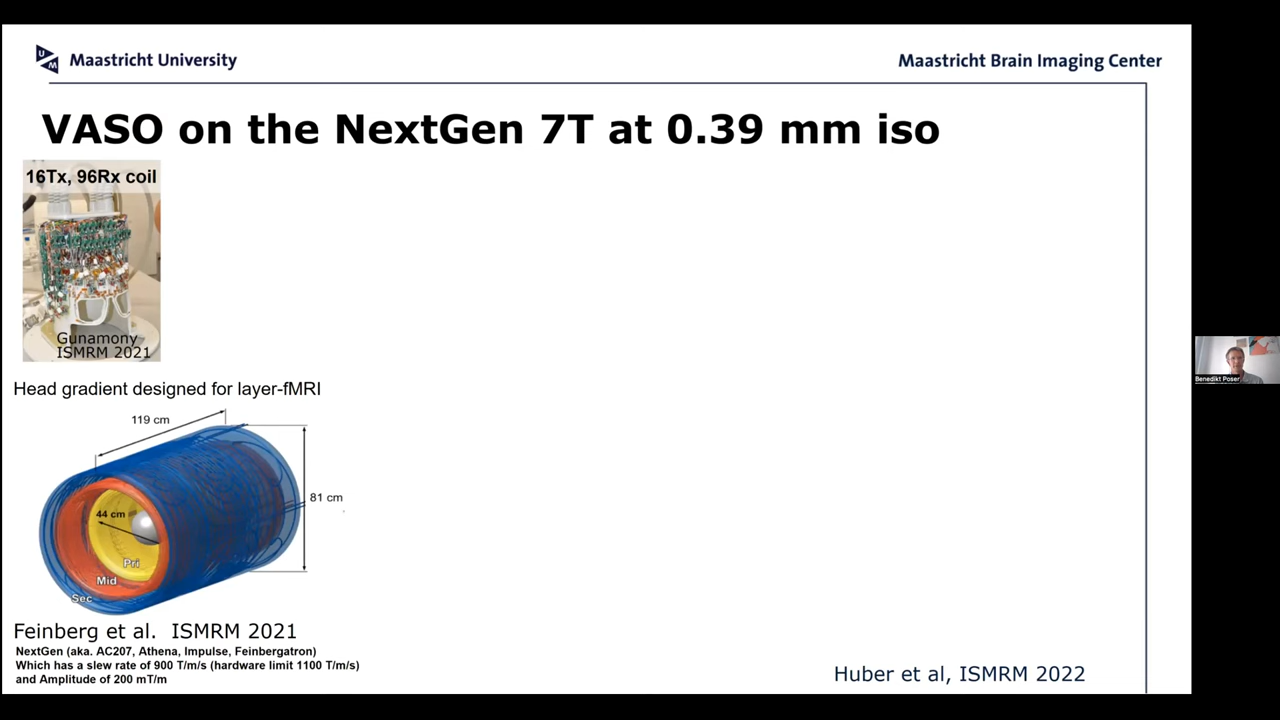 Maastricht University
Maastricht Brain Imaging Center
VASO on the NextGen 7T at 0.39 mm iso
16Tx, 96Rx coil
Gunamony
ISMRM 2021
Head gradient designed for layer-fMRI
119 cm
81 cm
44 cm
Pri
Mid
Sec
Feinberg et al. ISMRM 2021
NextGen (aka. AC207, Athena, Impulse, Feinbergatron)
Which has a slew rate of 900 T/m/s (hardware limit 1100 T/m/s)
and Amplitude of 200 mT/m
Huber et al, ISMRM 2022
Benedikt Poser